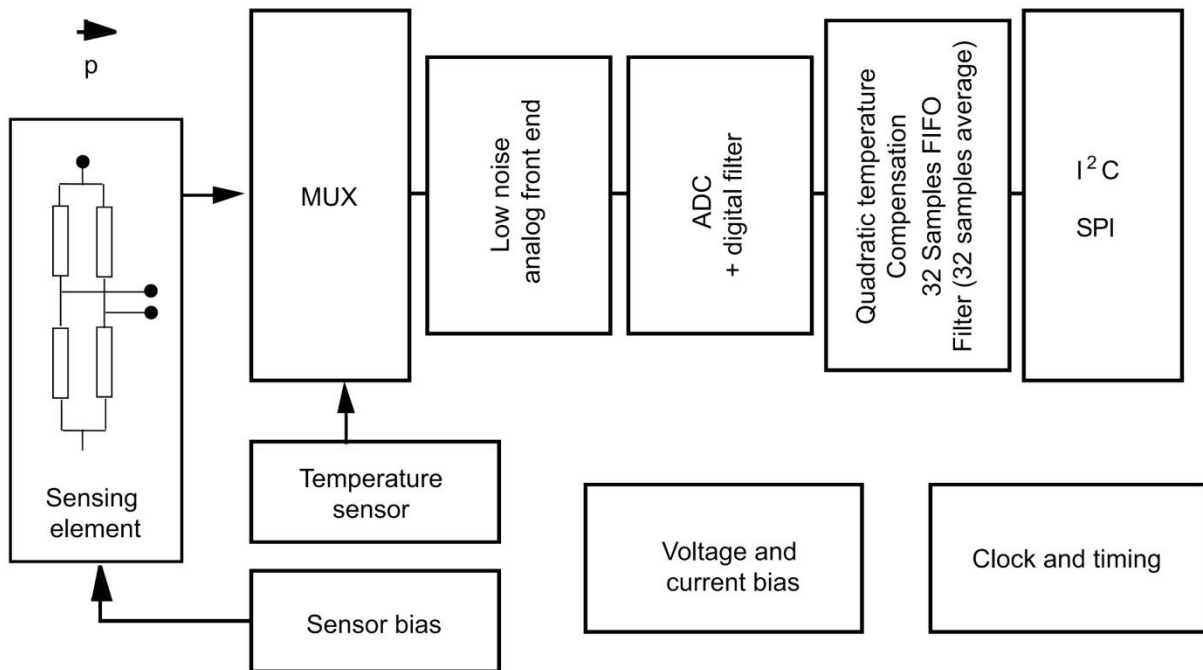 p
Sensing
element
MUX
Low noise
analog front end
ADC
+ digital filter
Quadratic temperature
Compensation
32 Samples FIFO
Filter (32 samples average)
I²C
SPI
Temperature
sensor
Sensor bias
Voltage and
current bias
Clock and timing